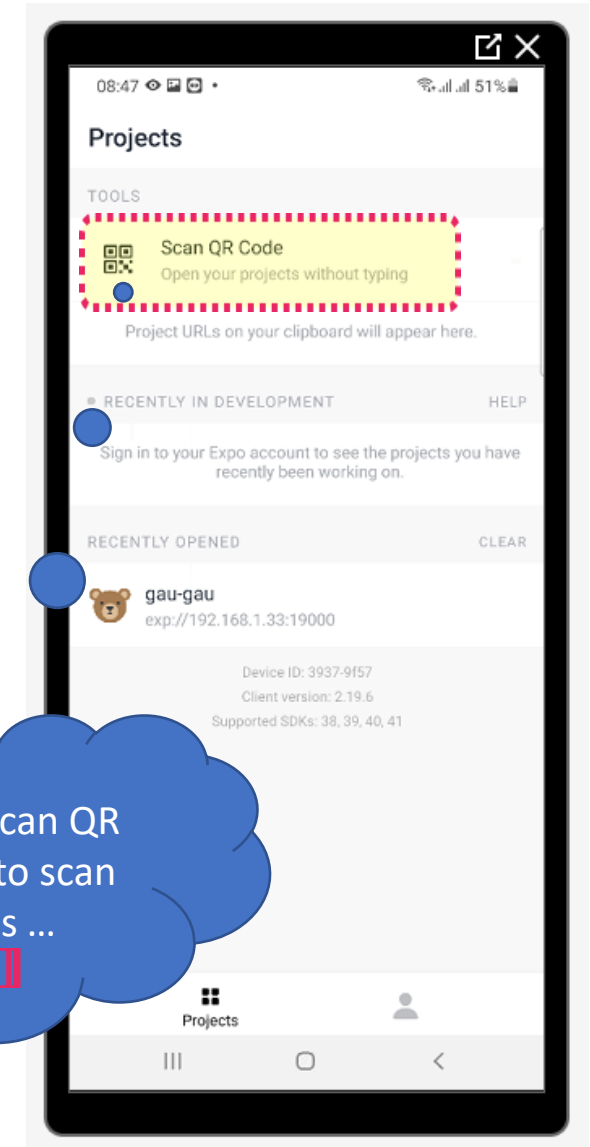 08:47
51%
Projects
TOOLS
Scan QR Code
Open your projects without typing
Project URLs on your clipboard will appear here.
RECENTLY IN DEVELOPMENT HELP
Sign in to your Expo account to see the projects you have
recently been working on.
RECENTLY OPENED CLEAR
gau-gau
exp://192.168.1.33:19000
Device ID: 3937-9f57
Client version: 2.19.6
Supported SDKs: 38, 39, 40, 41
can QR
to scan
s ...
Projects